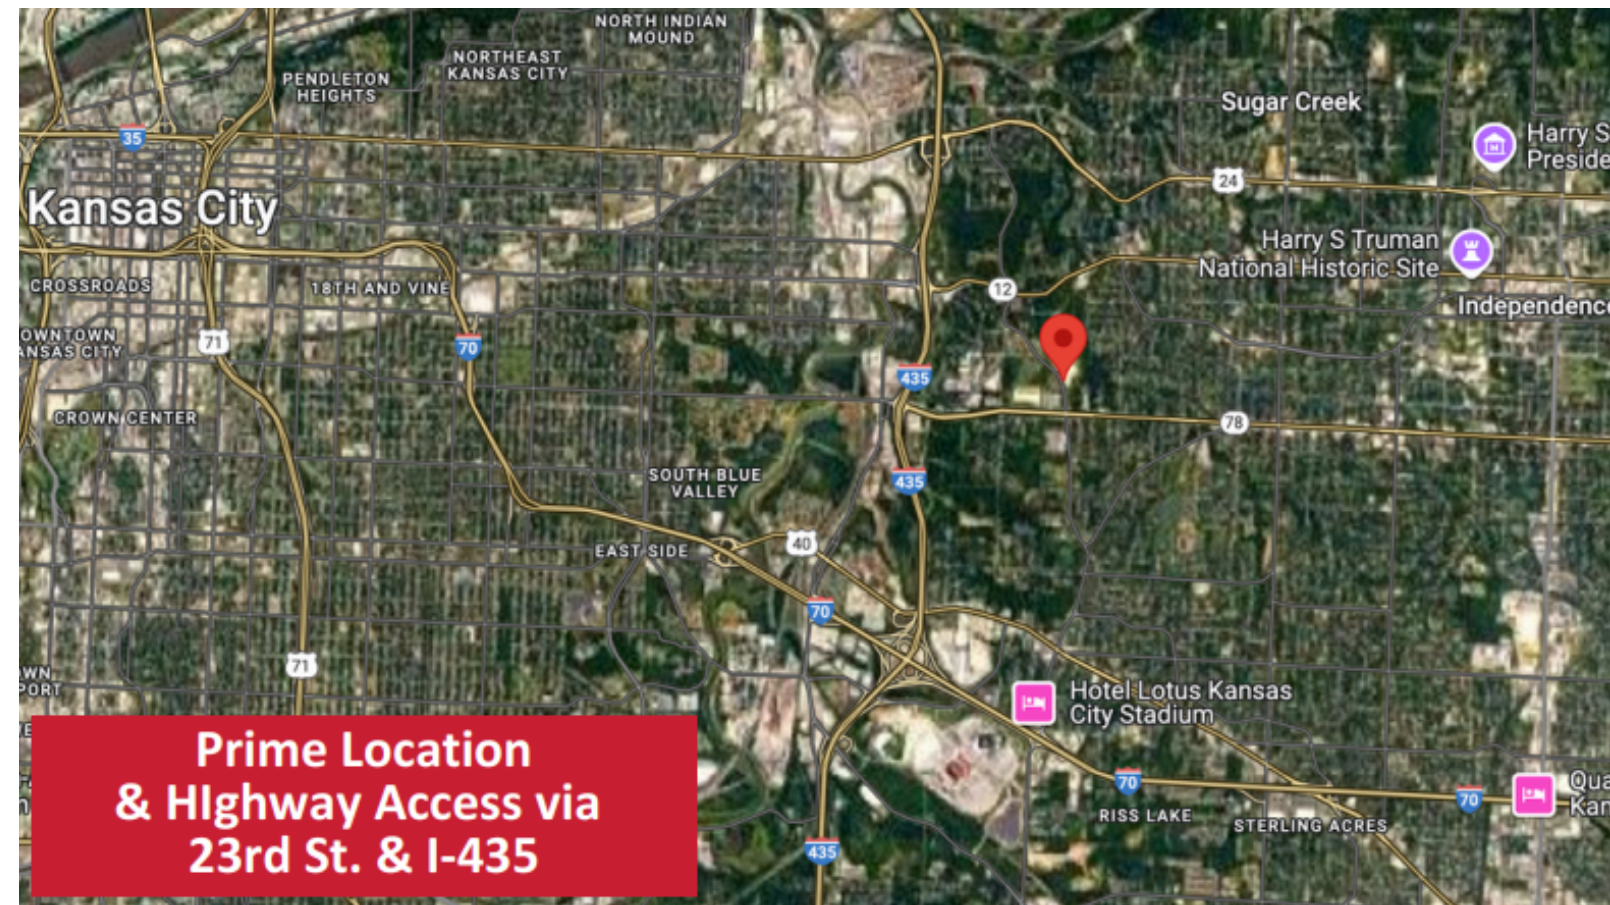 NORTH INDIAN
MOUND
NORTHEAST
KANSAS CITY
PENDLETON
HEIGHTS
Sugar Creek
35
Harry S
Preside
24
Kansas City
Harry S Truman
National Historic Site
CROSSROADS
18TH AND VINE
12
Independence
OWNTOWN
ANSAS CITY
71
70
435
CROWN CENTER
78
SOUTH BLUE
VALLEY
435
EAST SIDE
40
70
71
WN
PORT
Hotel Lotus Kansas
City Stadium
Prime Location
& HIghway Access via
23rd St. & I-435
70
70
Qua
Kan
RISS LAKE
STERLING ACRES
435